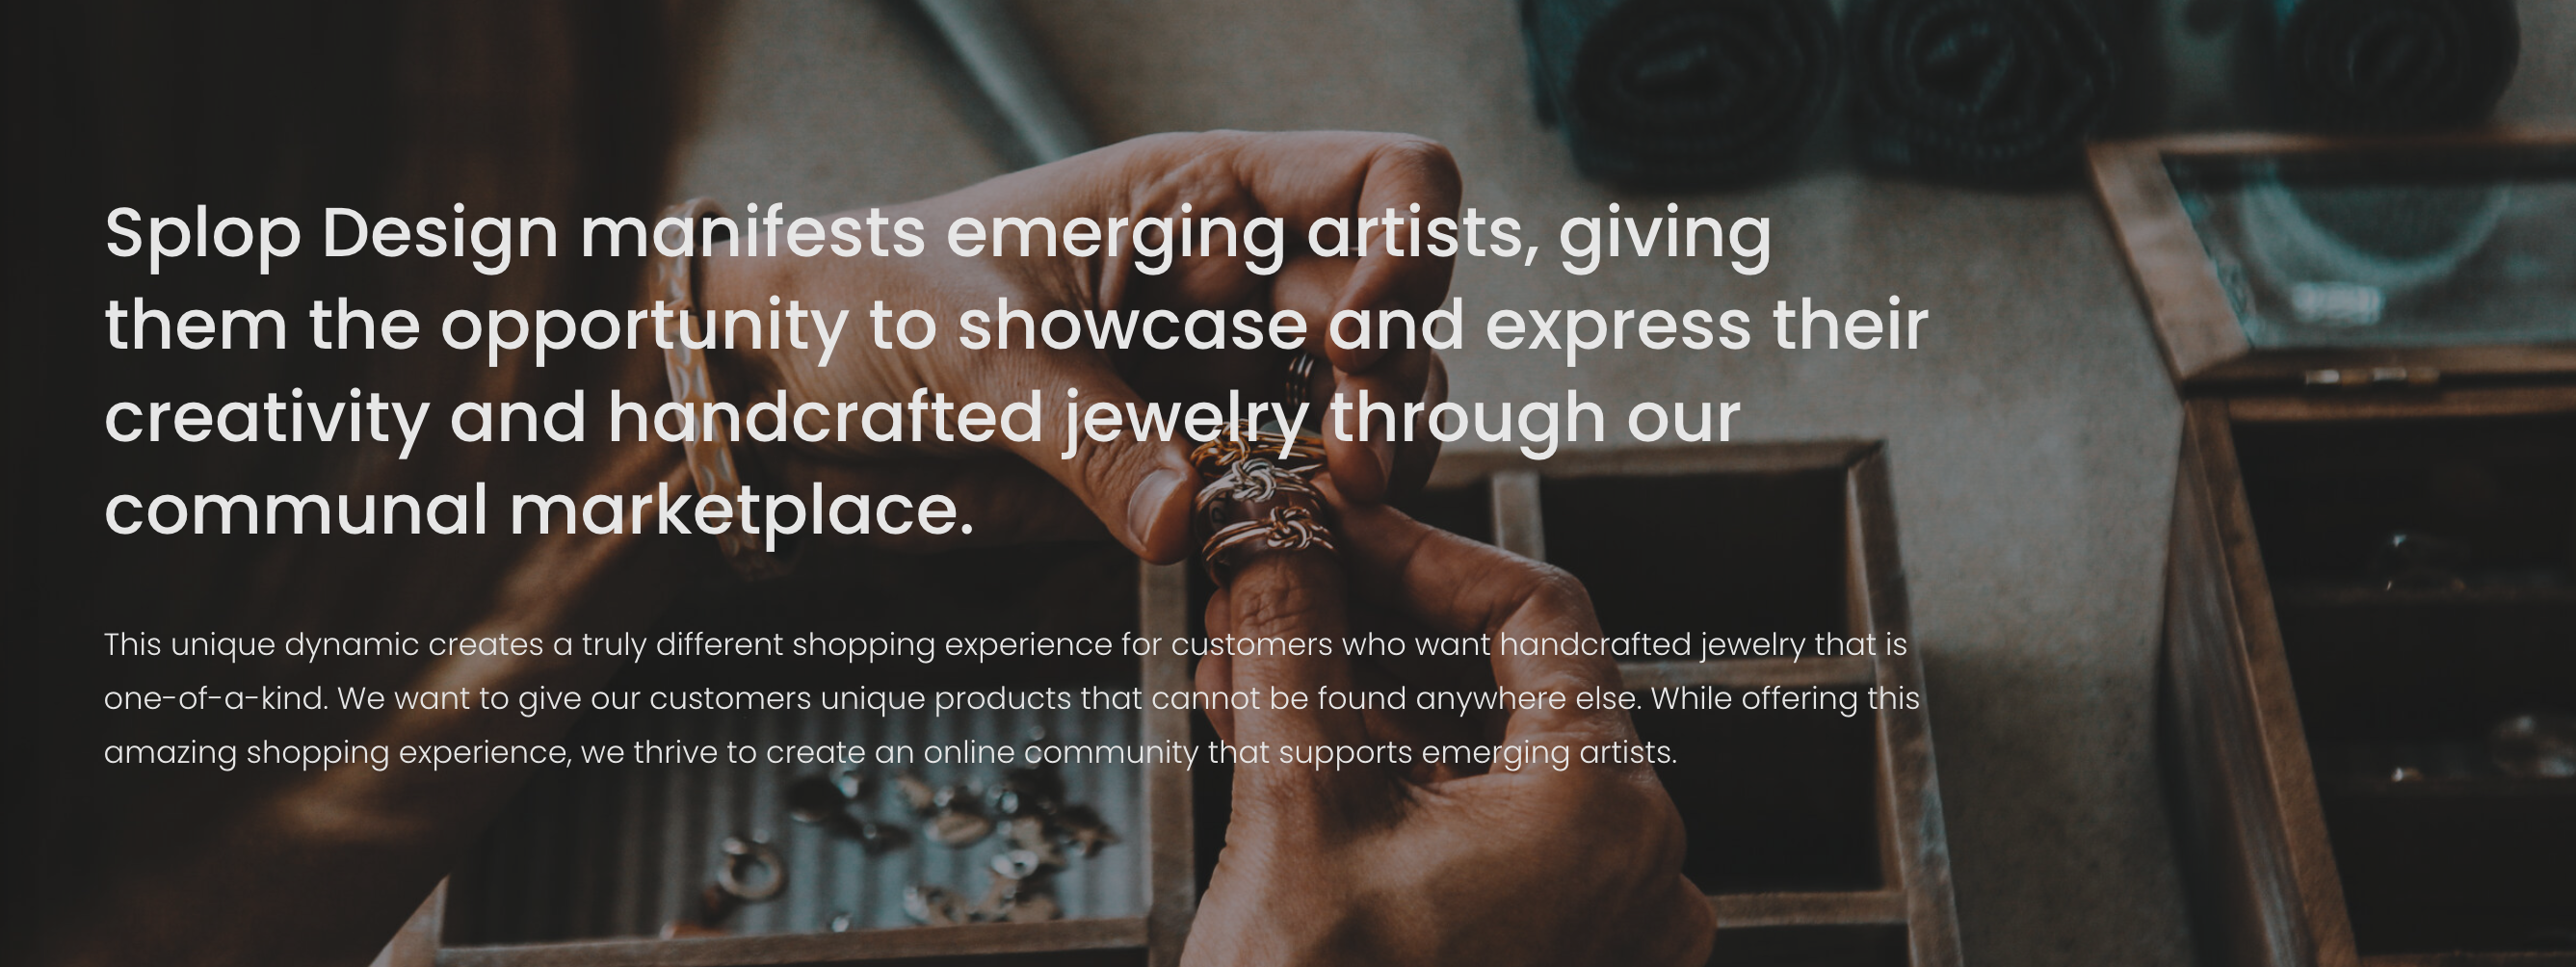 Splop Design manifests emerging artists, giving
them the opportunity to showcase and express their
creativity and handcrafted jewelry through our
communal marketplace.
This unique dynamic creates a truly different shopping experience for customers who want handcrafted jewelry that is
one-of-a-kind. We want to give our customers unique products that cannot be found anywhere else. While offering this
amazing shopping experience, we thrive to create an online community that supports emerging artists.